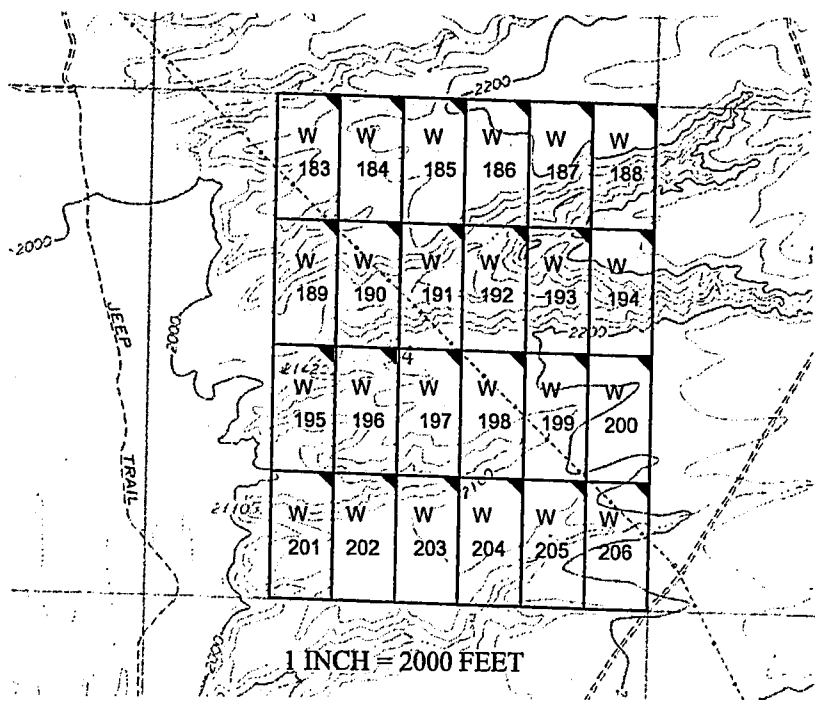 2200
W W W W W W
183 184 185 186 187 188
2000
W W W W W W
189 190 191 192 193 194
2200
JEEP
2000
4
W W W W W W
195 196 197 198 199 200
TRAIL
2100
W W W W W W
201 202 203 204 205 206
2000
1 INCH = 2000 FEET